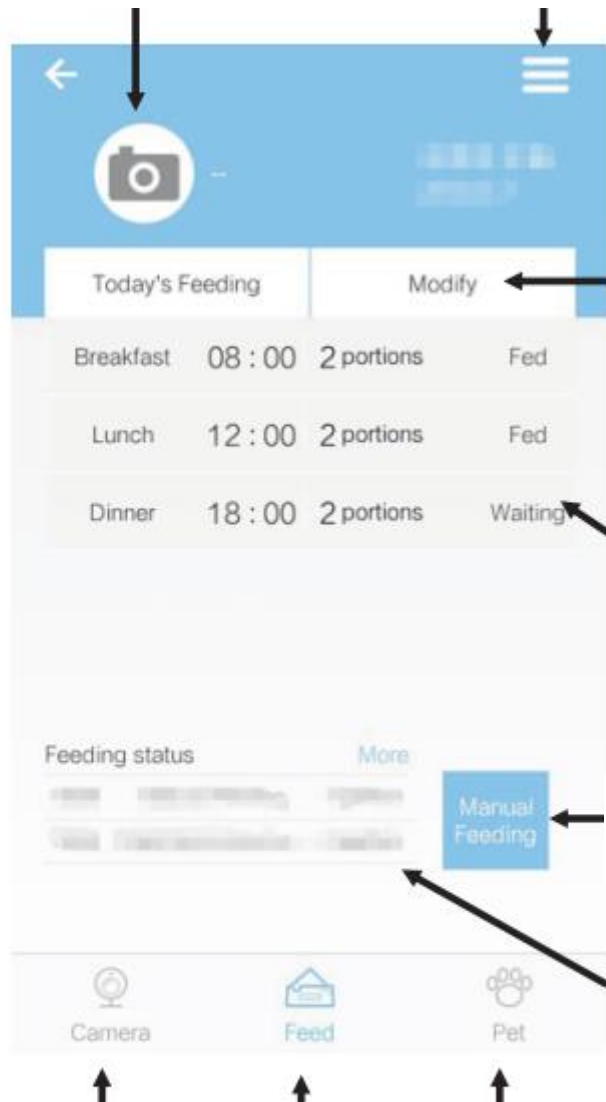 --
Today's Feeding Modify
Breakfast 08:00 2 portions Fed
Lunch 12:00 2 portions Fed
Dinner 18:00 2 portions Waiting
Feeding status More
Manual
Feeding
Camera Feed Pet